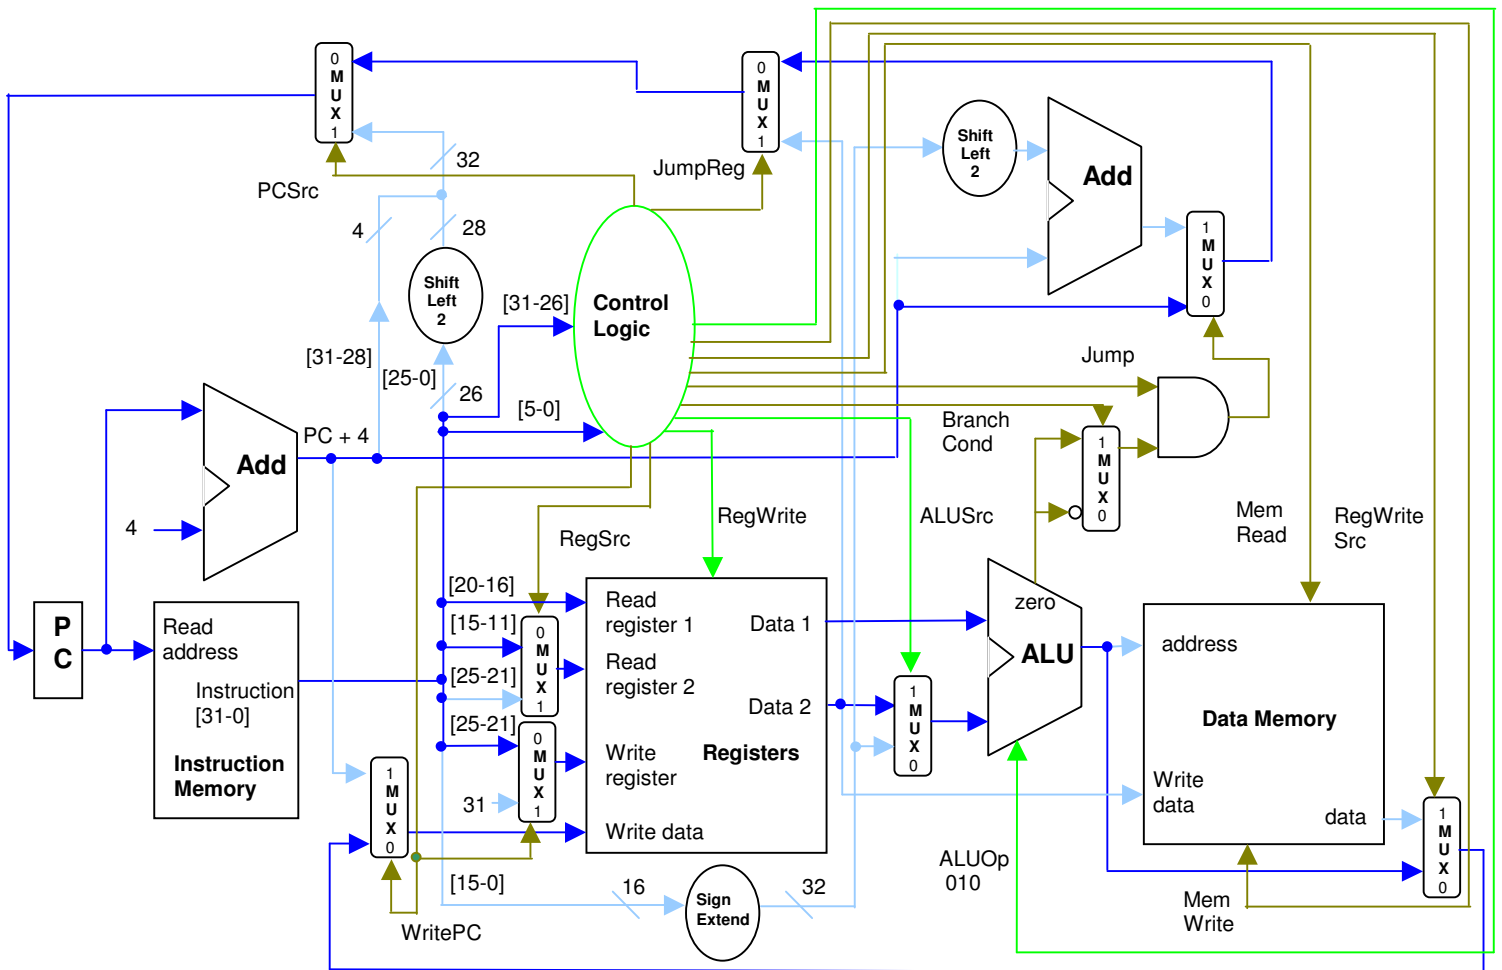 0
M
U
X
1
32
PCSrc
4
28
Shift
Left
2
[31-28]
[25-0]
26
[31-26]
[5-0]
Control
Logic
0
M
U
X
1
JumpReg
Shift
Left
2
Add
1
M
U
X
0
Jump
Branch
Cond
1
M
U
X
0
PC + 4
Add
4
P
C
Read
address
Instruction
[31-0]
Instruction
Memory
RegSrc
RegWrite
ALUSrc
[20-16]
[15-11]
[25-21]
[25-21]
0
M
U
X
1
0
M
U
X
1
31
1
M
U
X
0
WritePC
Read
register 1
Read
register 2
Write
register
Write data
Data 1
Data 2
Registers
[15-0]
16
Sign
Extend
32
1
M
U
X
0
zero
ALU
ALUOp
010
Mem
Read
RegWrite
Src
address
Data Memory
Write
data
data
Mem
Write
1
M
U
X
0